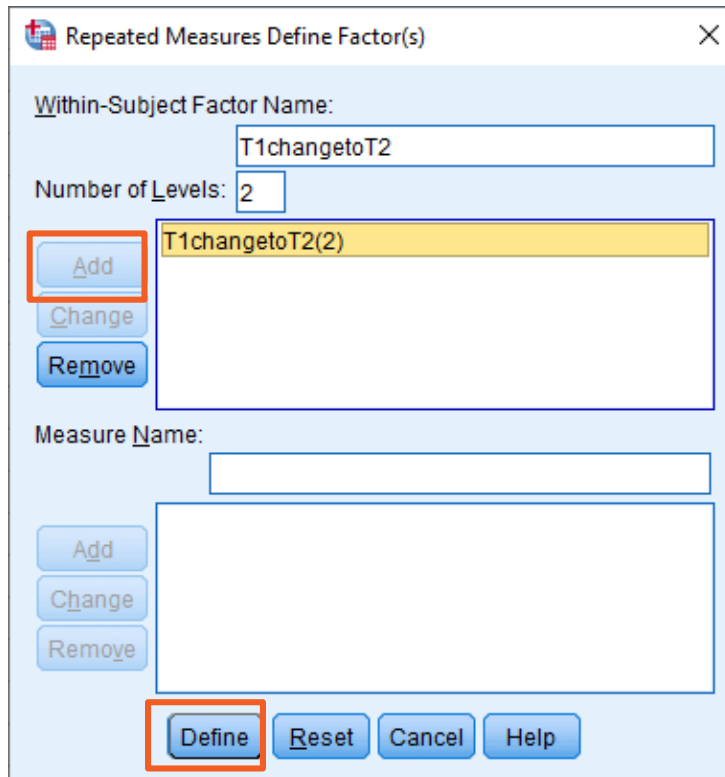 Repeated Measures Define Factor(s)
Within-Subject Factor Name:
T1changetoT2
Number of Levels: 2
T1changetoT2(2)
Add
Change
Remove
Measure Name:
Add
Change
Remove
Define Reset Cancel Help